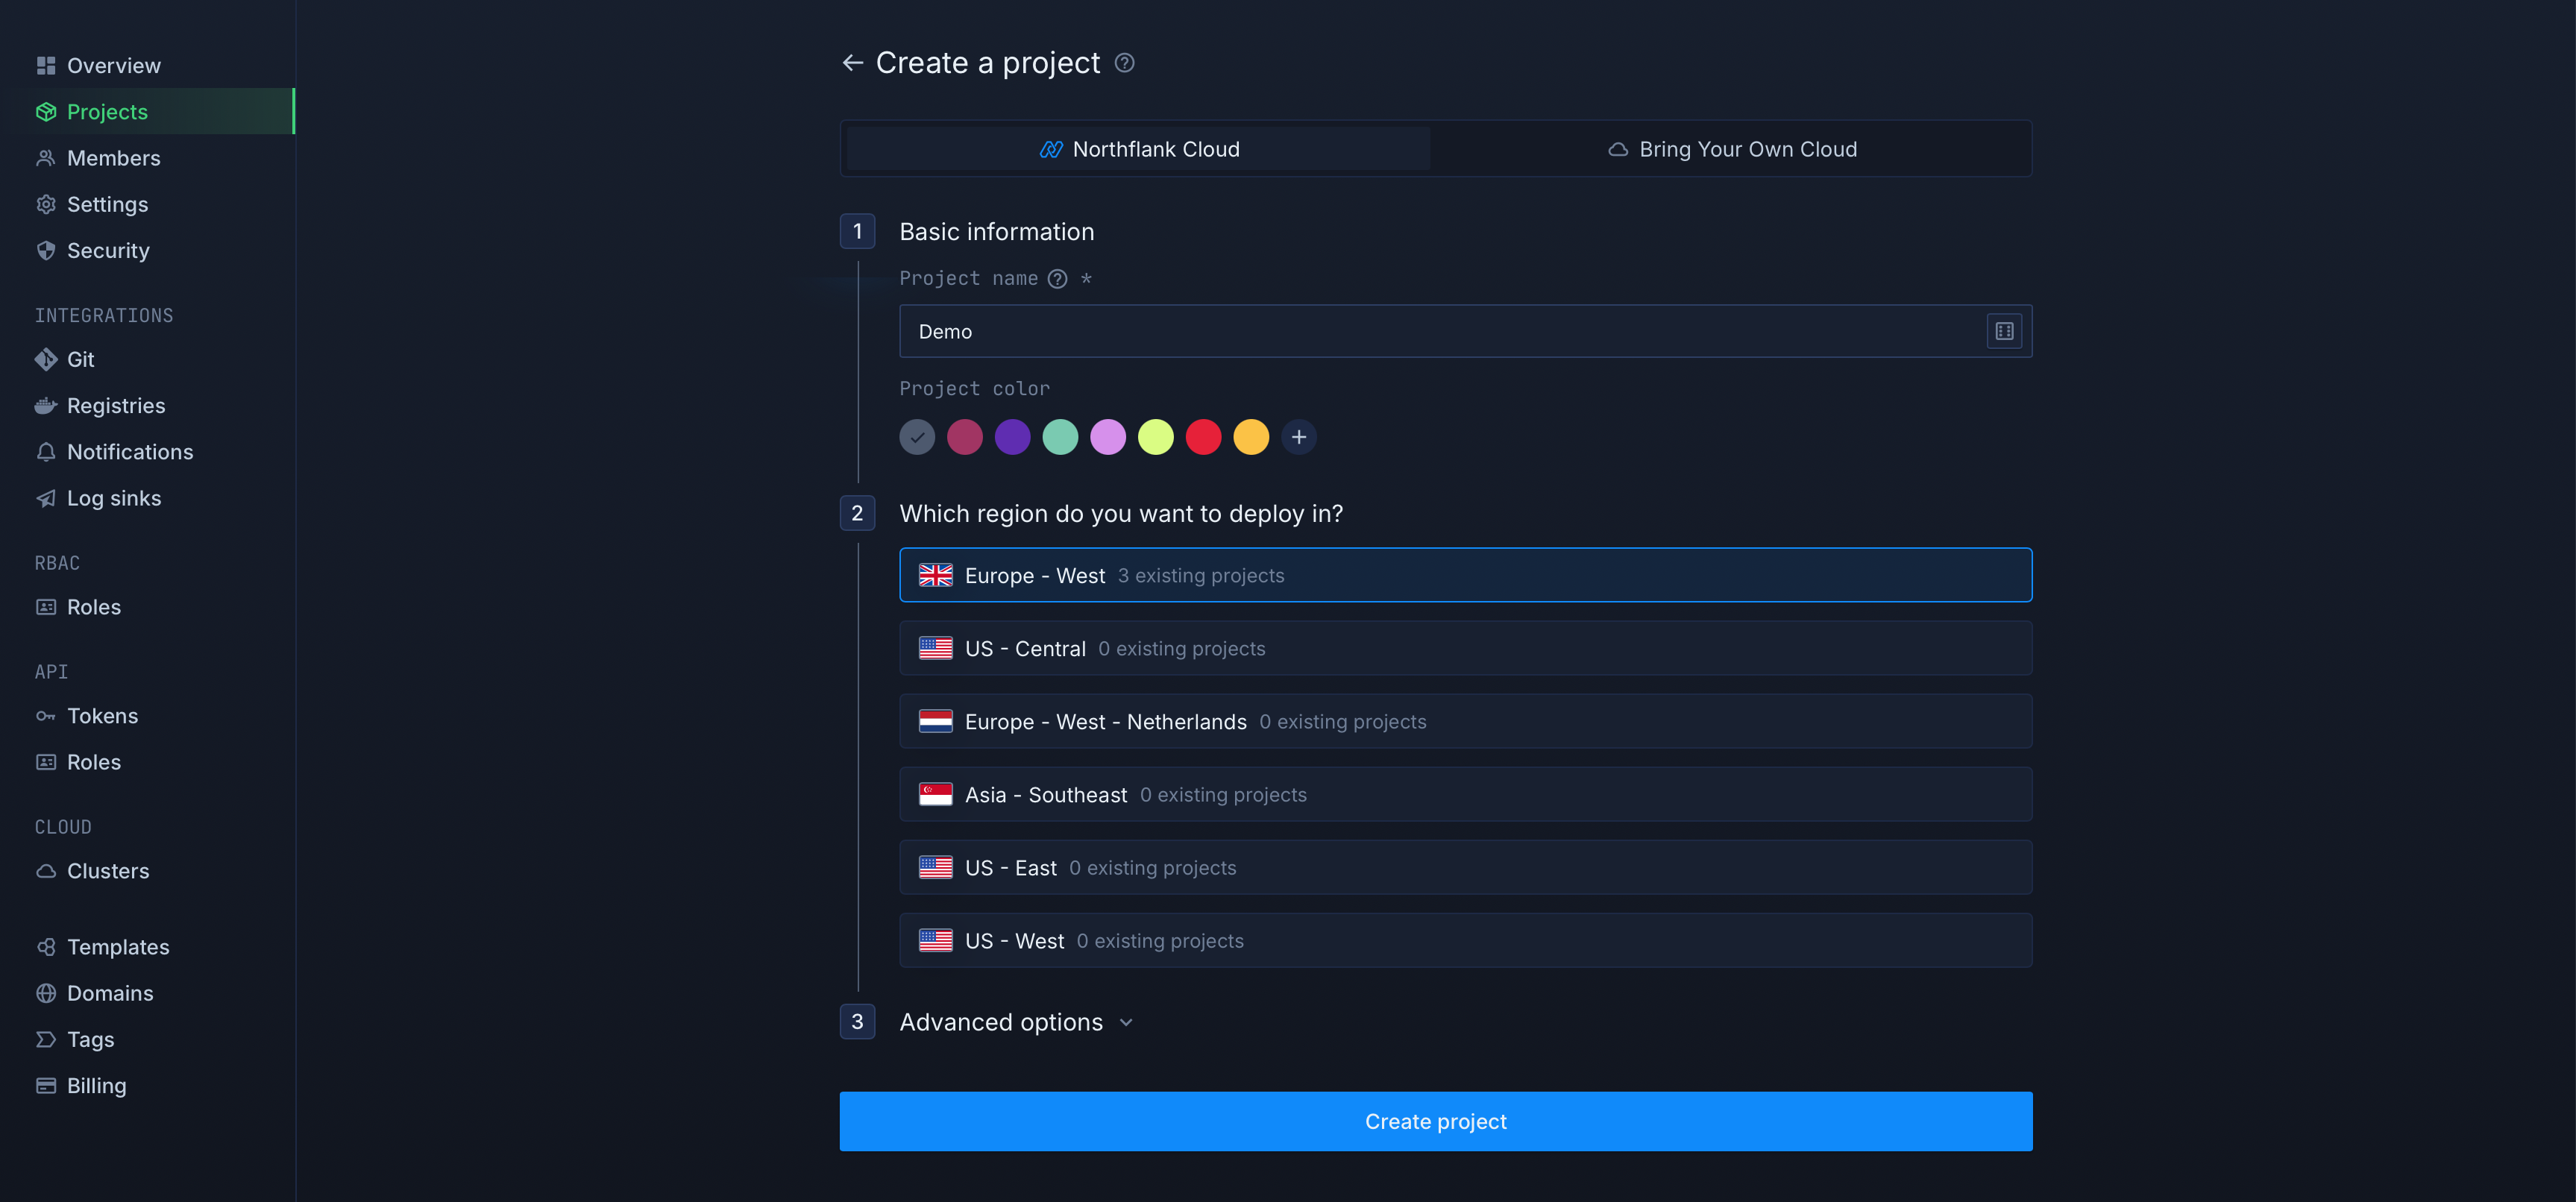 Overview
Projects
Members
Settings
Security
INTEGRATIONS
Git
Registries
Notifications
Log sinks
RBAC
Roles
API
Tokens
Roles
CLOUD
Clusters
Templates
Domains
Tags
Billing
Create a project
Northflank Cloud
Bring Your Own Cloud
1 Basic information
Project name *
Demo
Project color
2 Which region do you want to deploy in?
Europe - West 3 existing projects
US - Central 0 existing projects
Europe - West - Netherlands 0 existing projects
Asia - Southeast 0 existing projects
US - East 0 existing projects
US - West 0 existing projects
3 Advanced options
Create project